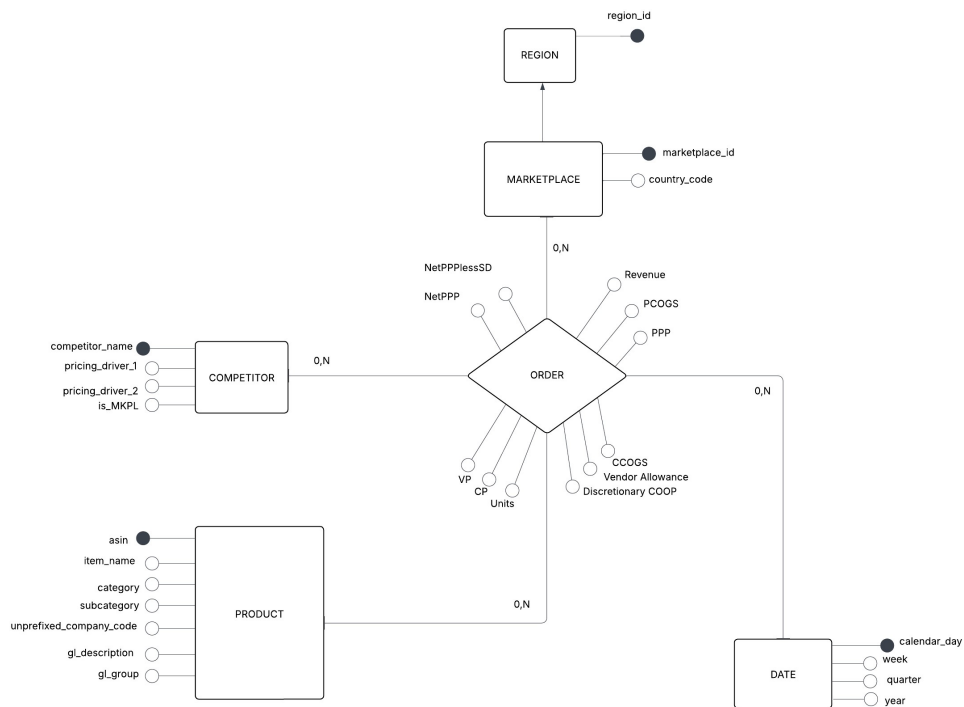 region_id
REGION
marketplace_id
MARKETPLACE
country_code
0,N
NetPPPlessSD
Revenue
NetPPP
PCOGS
PPP
competitor_name
pricing_driver_1
pricing_driver_2
is_MKPL
COMPETITOR
0,N
ORDER
0,N
CCOGS
VP
Vendor Allowance
CP
Discretionary COOP
Units
asin
item_name
category
subcategory
unprefixed_company_code
gl_description
gl_group
PRODUCT
0,N
calendar_day
week
DATE
quarter
year